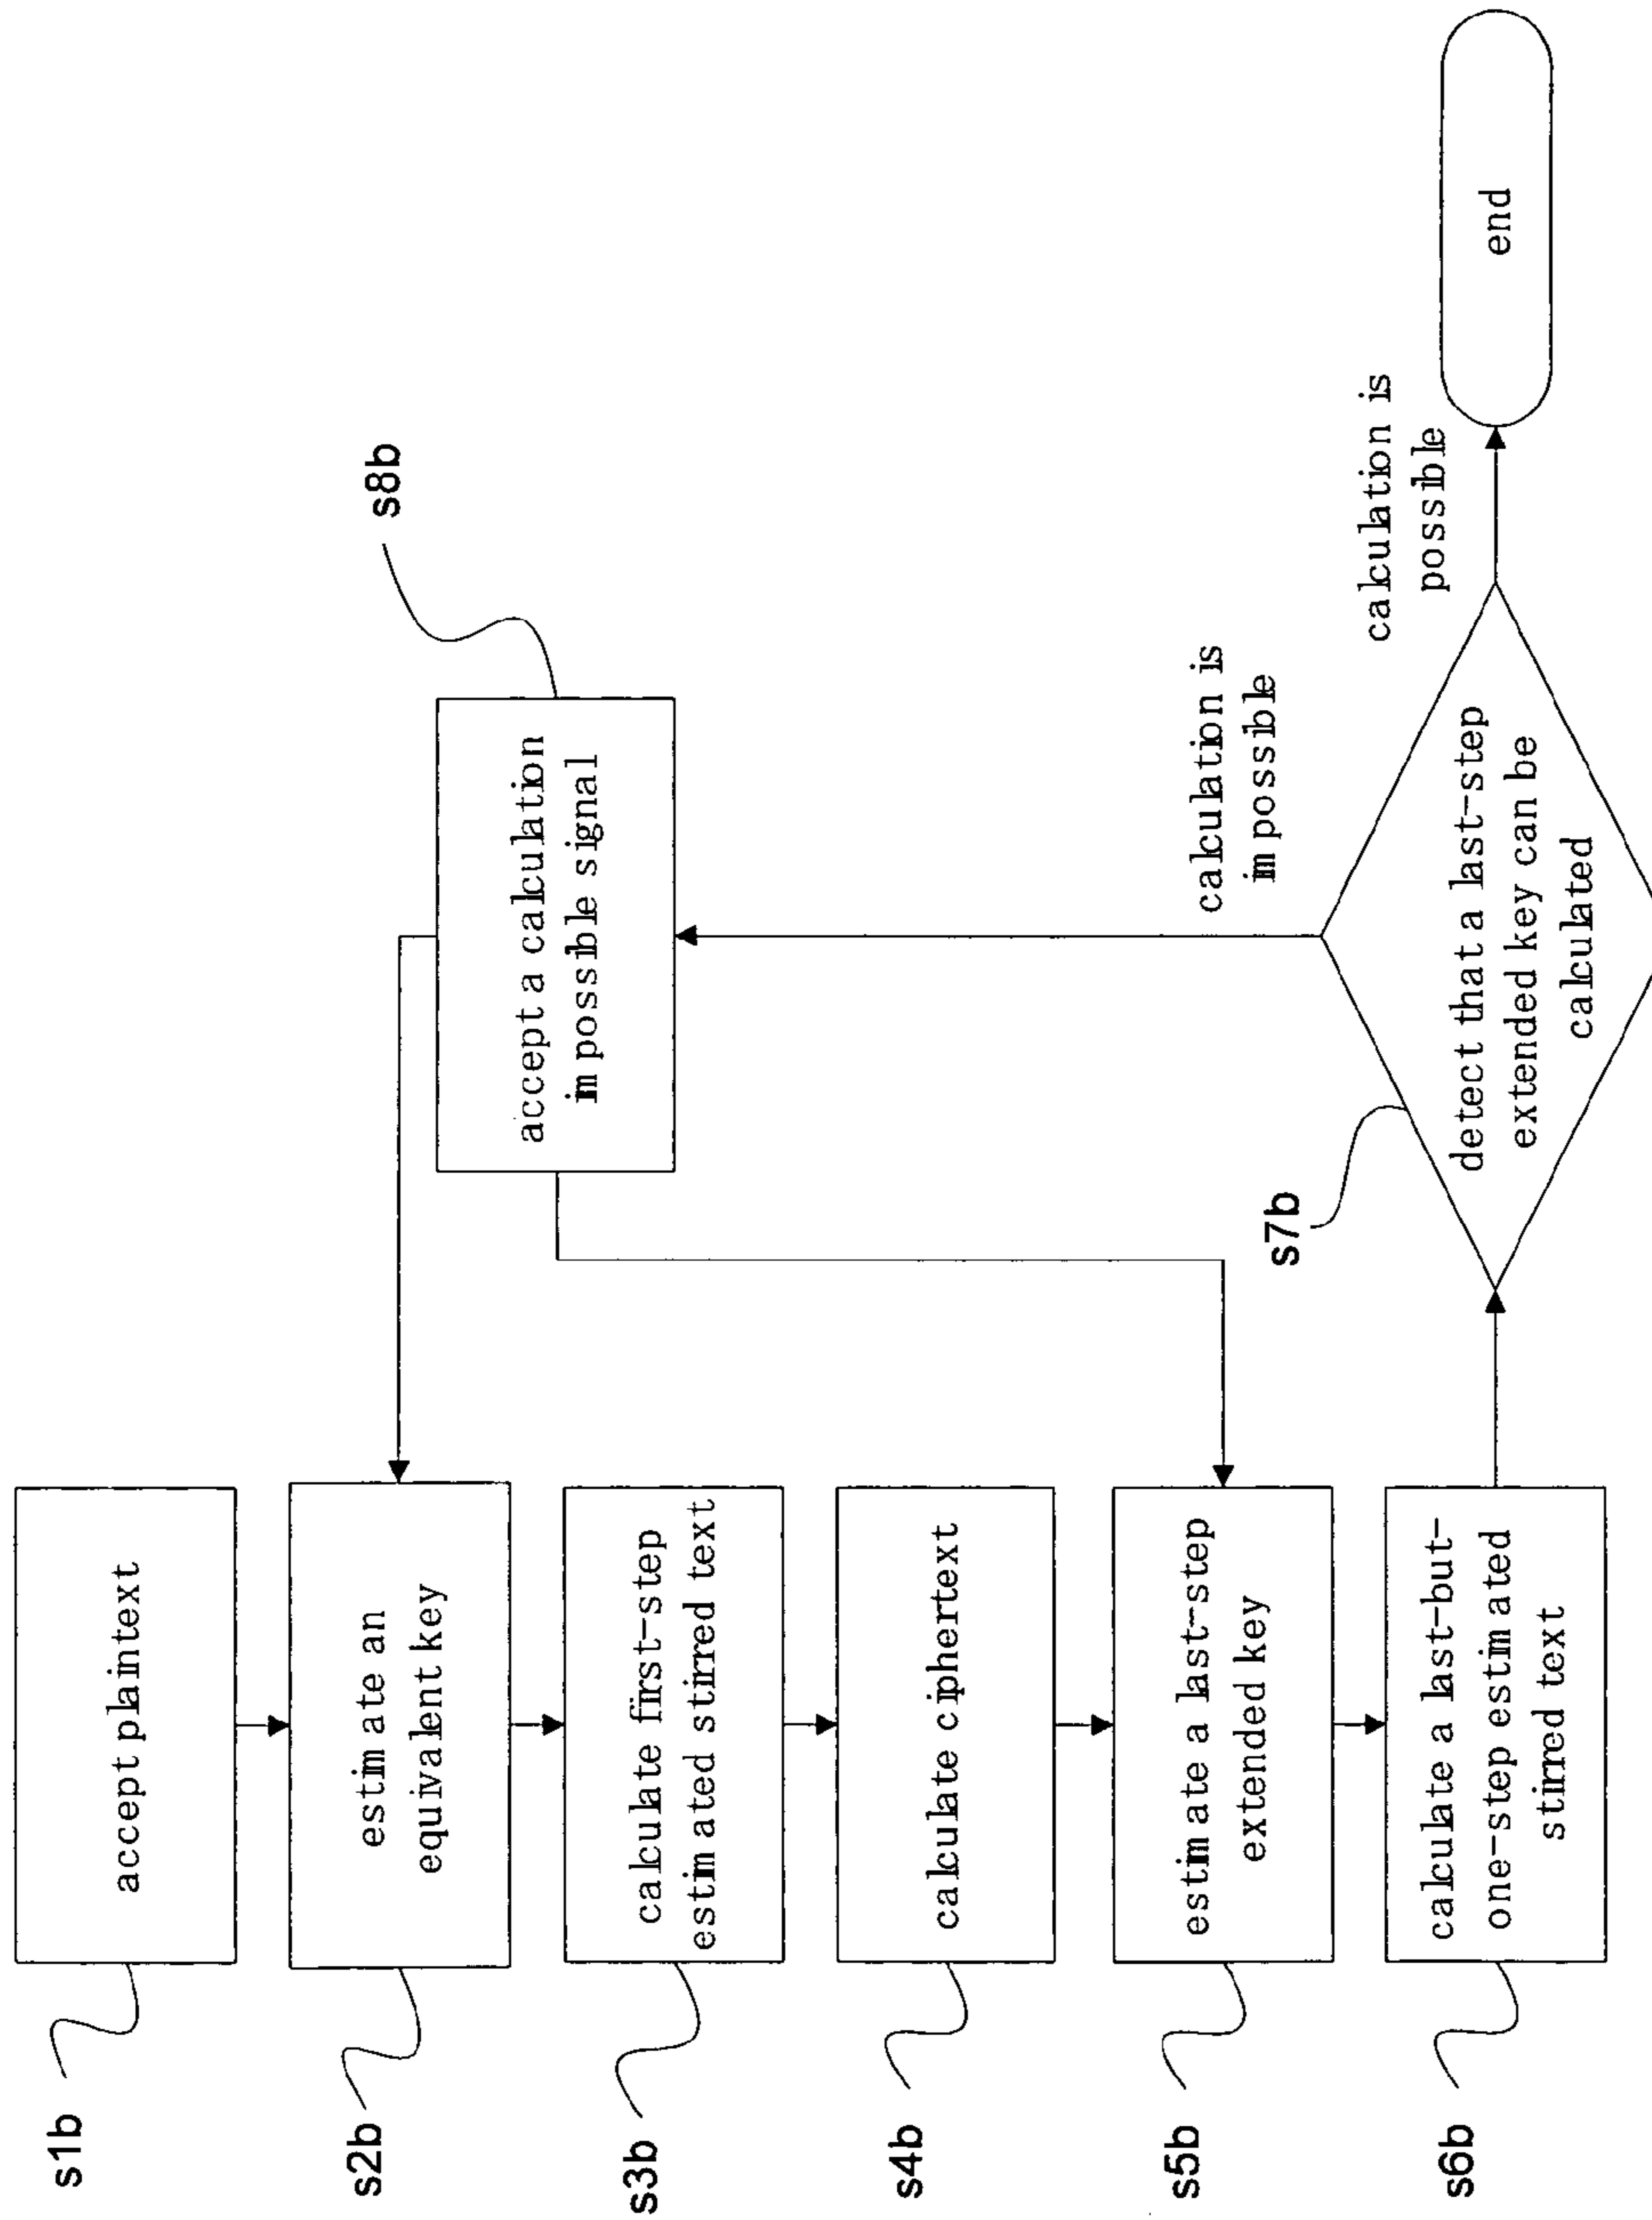 s1b
accept plaintext
s2b
estimate an
equivalent key
s3b
calculate first-step
estimated stirred text
s4b
calculate ciphertext
s5b
estimate a last-step
extended key
s6b
calculate a last-but-
one-step estimated
stirred text
s7b
detect that a last-step
extended key can be
calculated
calculation is
impossible
calculation is
possible
s8b
accept a calculation
impossible signal
end